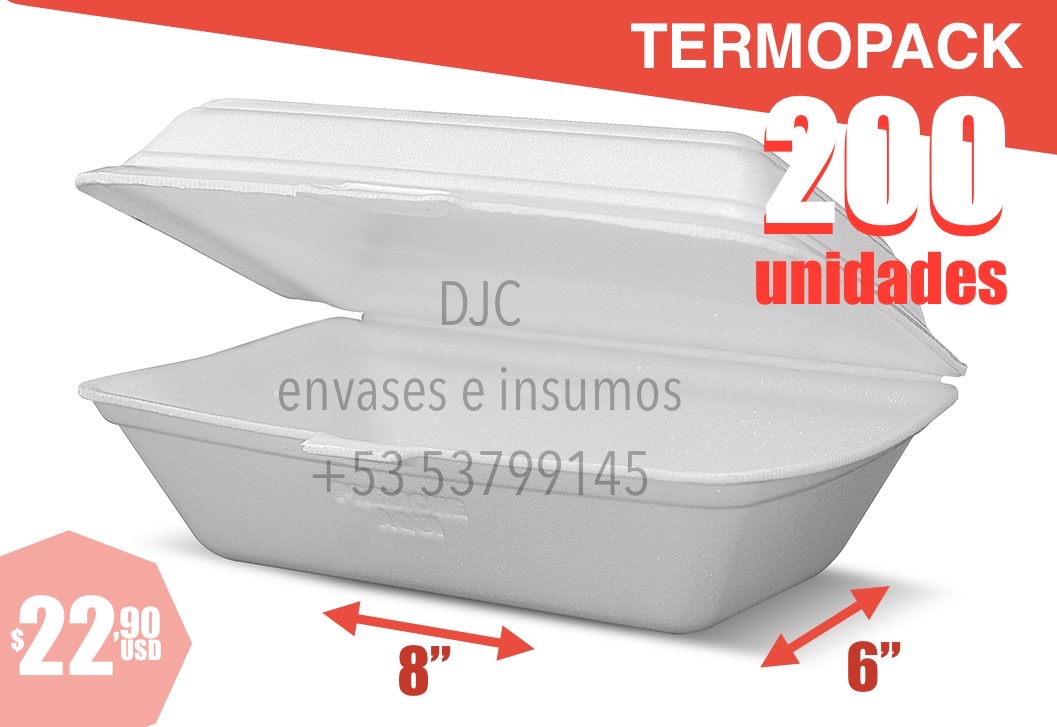 TERMOPACK
200
unidades
DJC
envases e insumos
+53 53799145
$22,90
USD
8”
6”